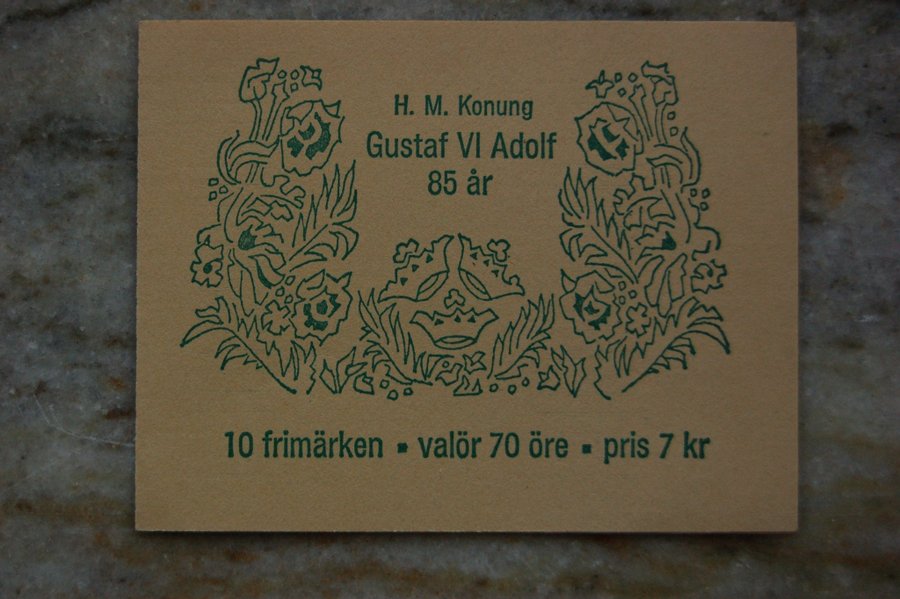 H. M. Konung
Gustaf VI Adolf
85 år
10 frimärken ▪ valör 70 öre ▪ pris 7 kr